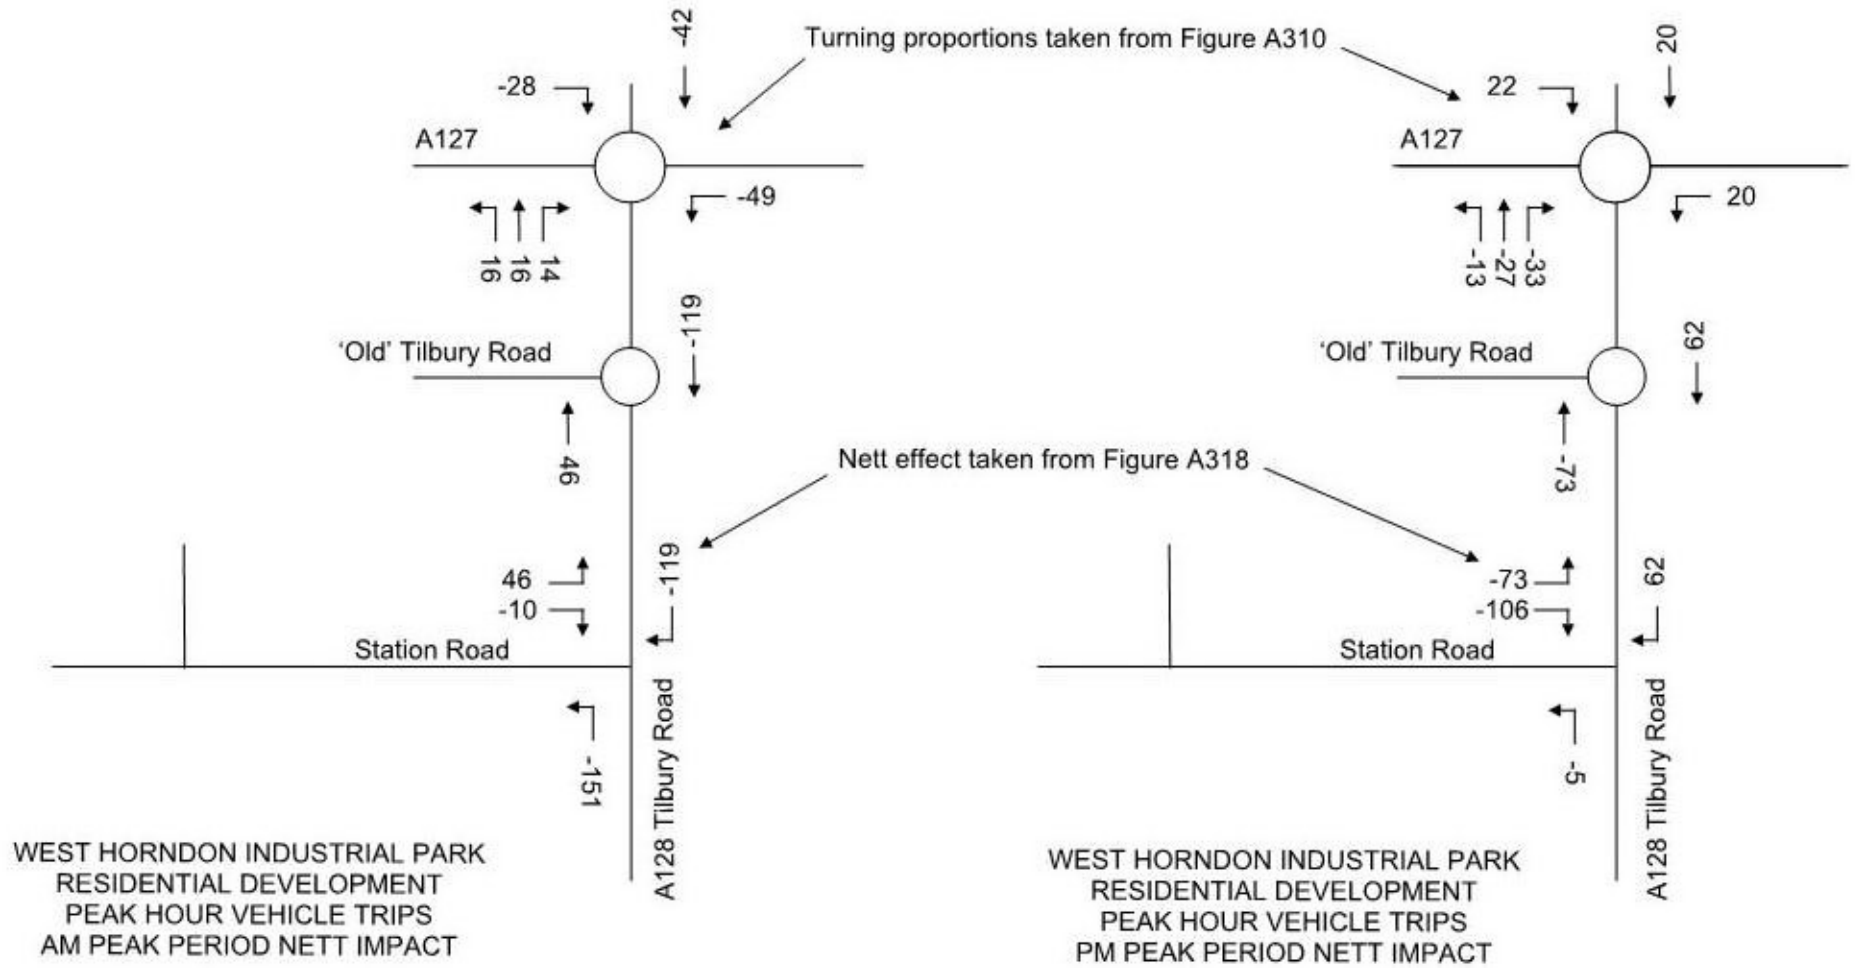 Turning proportions taken from Figure A310
-42
-28
A127
-49
16
16
14
-119
'Old' Tilbury Road
46
Nett effect taken from Figure A318
46
-10
-119
Station Road
-151
A128 Tilbury Road
WEST HORNDON INDUSTRIAL PARK
RESIDENTIAL DEVELOPMENT
PEAK HOUR VEHICLE TRIPS
AM PEAK PERIOD NETT IMPACT
20
22
A127
20
-13
-27
-33
62
'Old' Tilbury Road
-73
-73
-106
62
Station Road
-5
A128 Tilbury Road
WEST HORNDON INDUSTRIAL PARK
RESIDENTIAL DEVELOPMENT
PEAK HOUR VEHICLE TRIPS
PM PEAK PERIOD NETT IMPACT